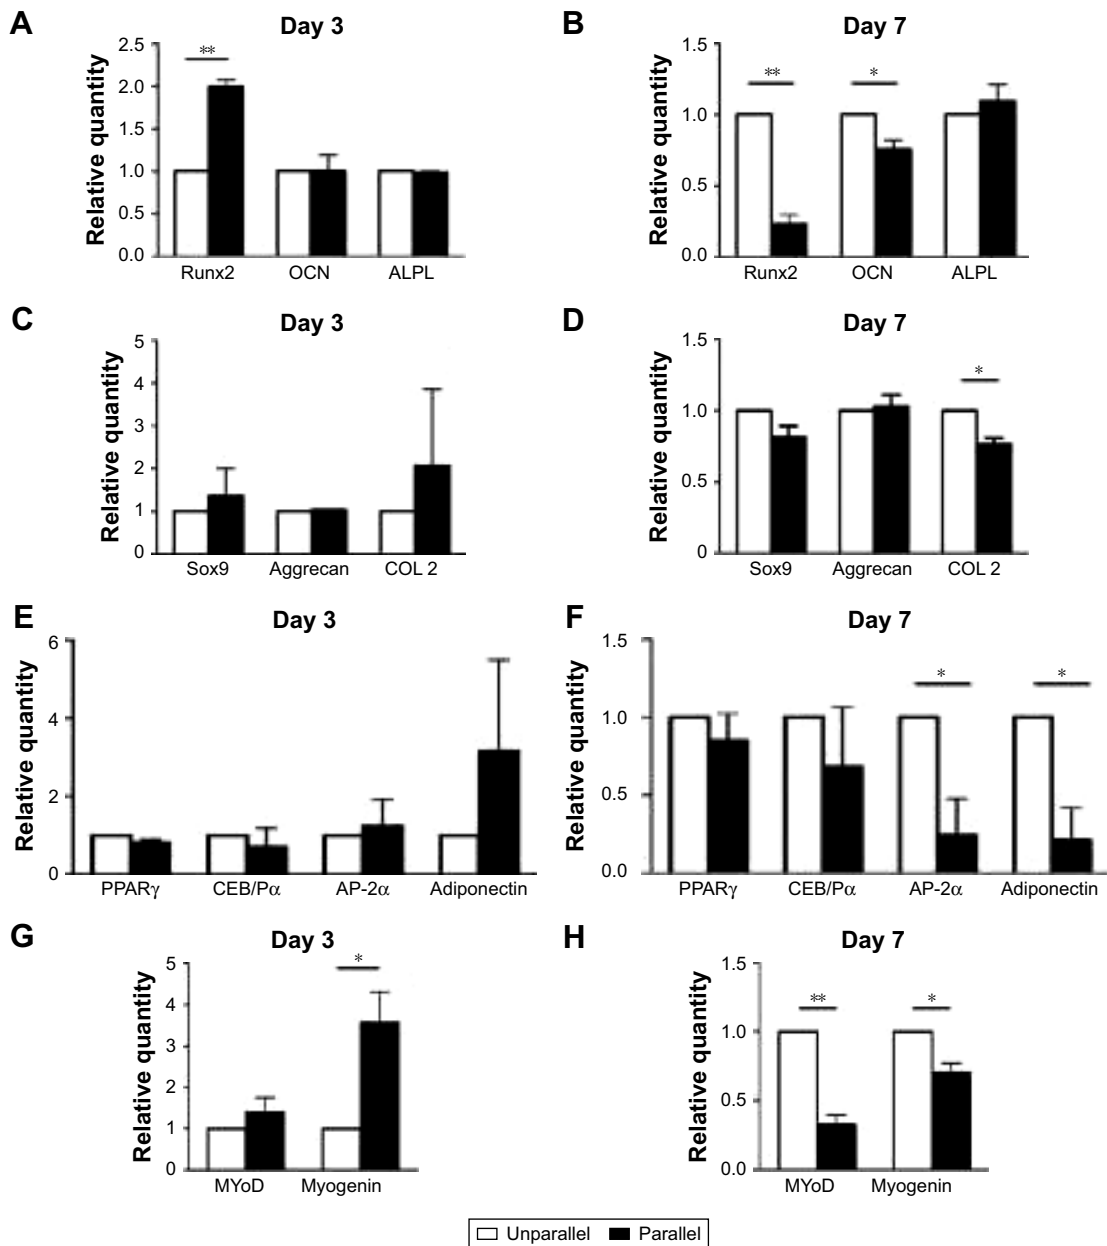 A
Day 3
**
Relative quantity
2.5
2.0
1.5
1.0
0.5
0.0
Runx2 OCN ALPL
B
Day 7
** *
Relative quantity
1.5
1.0
0.5
0.0
Runx2 OCN ALPL
C
Day 3
Relative quantity
5
4
3
2
1
0
Sox9 Aggrecan COL 2
D
Day 7
*
Relative quantity
1.5
1.0
0.5
0
Sox9 Aggrecan COL 2
E
Day 3
Relative quantity
6
4
2
0
PPARγ CEB/Pα AP-2α Adiponectin
F
Day 7
* *
Relative quantity
1.5
1.0
0.5
0.0
PPARγ CEB/Pα AP-2α Adiponectin
G
Day 3
*
Relative quantity
5
4
3
2
1
0
MYoD Myogenin
H
Day 7
** *
Relative quantity
1.5
1.0
0.5
0.0
MYoD Myogenin
Unparallel Parallel